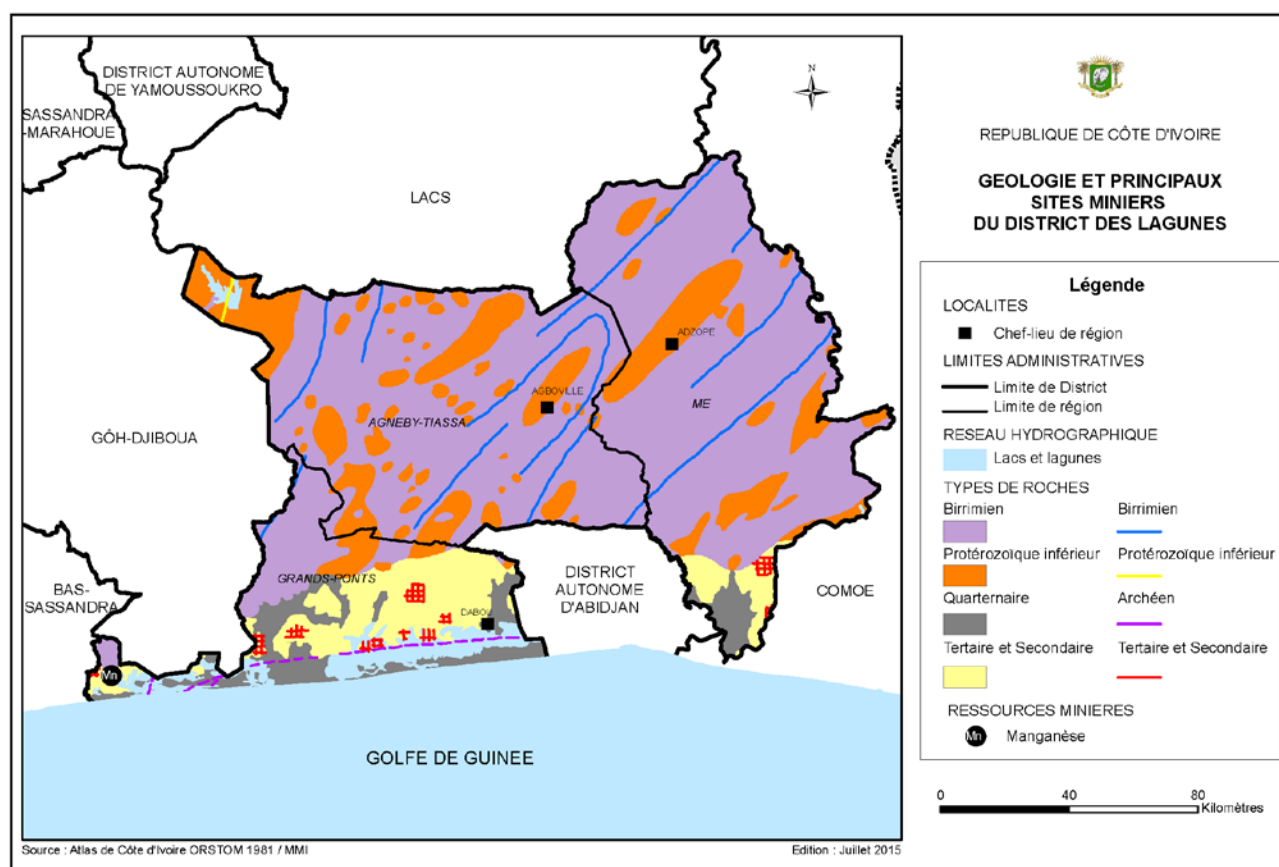 DISTRICT AUTONOME
DE YAMOUSSOUKRO
SASSANDRA
-MARAHOUE
N
LACS
ADZOPE
AGBOVILLE
ME
AGNEBY-TIASSA
GÔH-DJIBOUA
GRANDS-PONTS
DISTRICT
AUTONOME
D'ABIDJAN
COMOE
BAS-
SASSANDRA
DABOU
Mn
GOLFE DE GUINEE
Source : Atlas de Côte d'Ivoire ORSTOM 1981 / MMI
Edition : Juillet 2015
REPUBLIQUE DE CÔTE D'IVOIRE
GEOLOGIE ET PRINCIPAUX
SITES MINIERS
DU DISTRICT DES LAGUNES
Légende
LOCALITES
Chef-lieu de région
LIMITES ADMINISTRATIVES
Limite de District
Limite de région
RESEAU HYDROGRAPHIQUE
Lacs et lagunes
TYPES DE ROCHES
Birrimien Birrimien
Protérozoïque inférieur Protérozoïque inférieur
Quarternaire Archéen
Tertaire et Secondaire Tertaire et Secondaire
RESSOURCES MINIERES
Mn Manganèse
0 40 80
Kilomètres